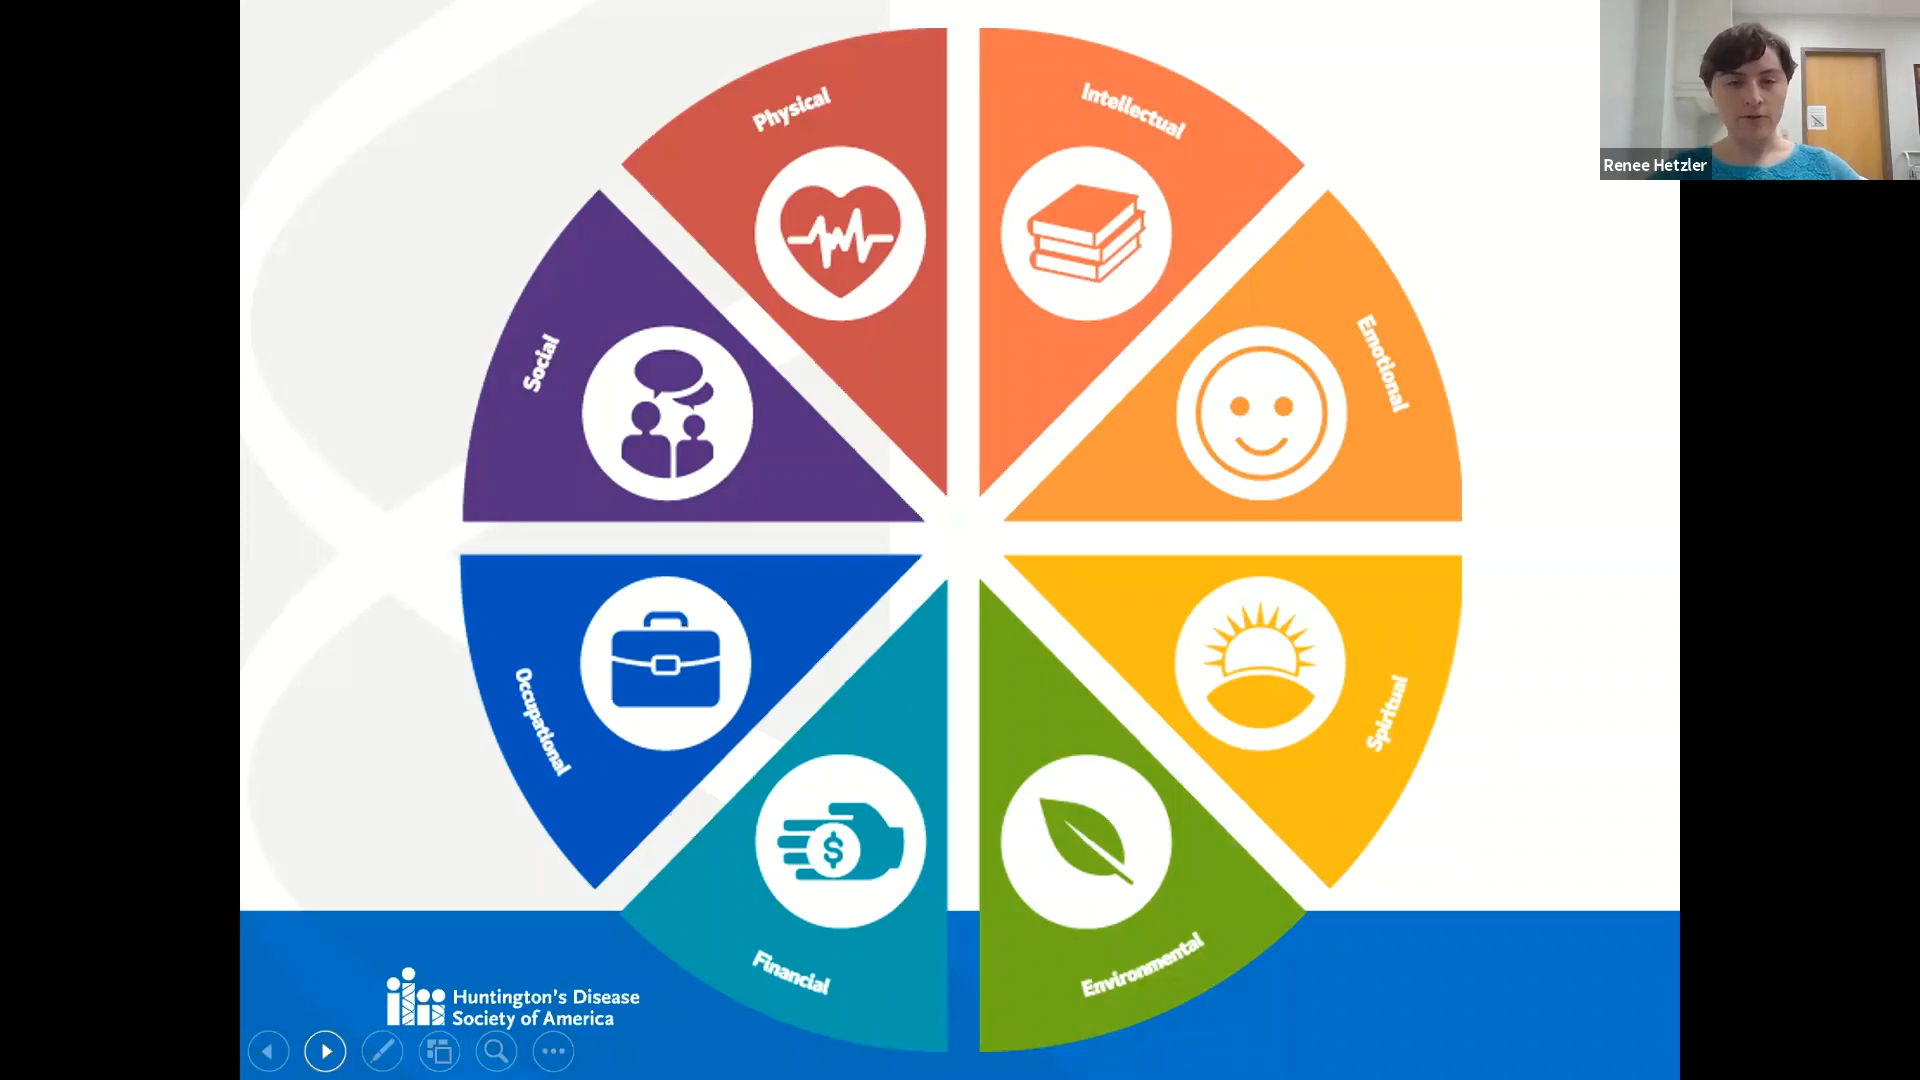 Physical
Intellectual
Renee Hetzler
Social
Emotional
Occupational
Spiritual
$
Financial
Environmental
Huntington's Disease
Society of America